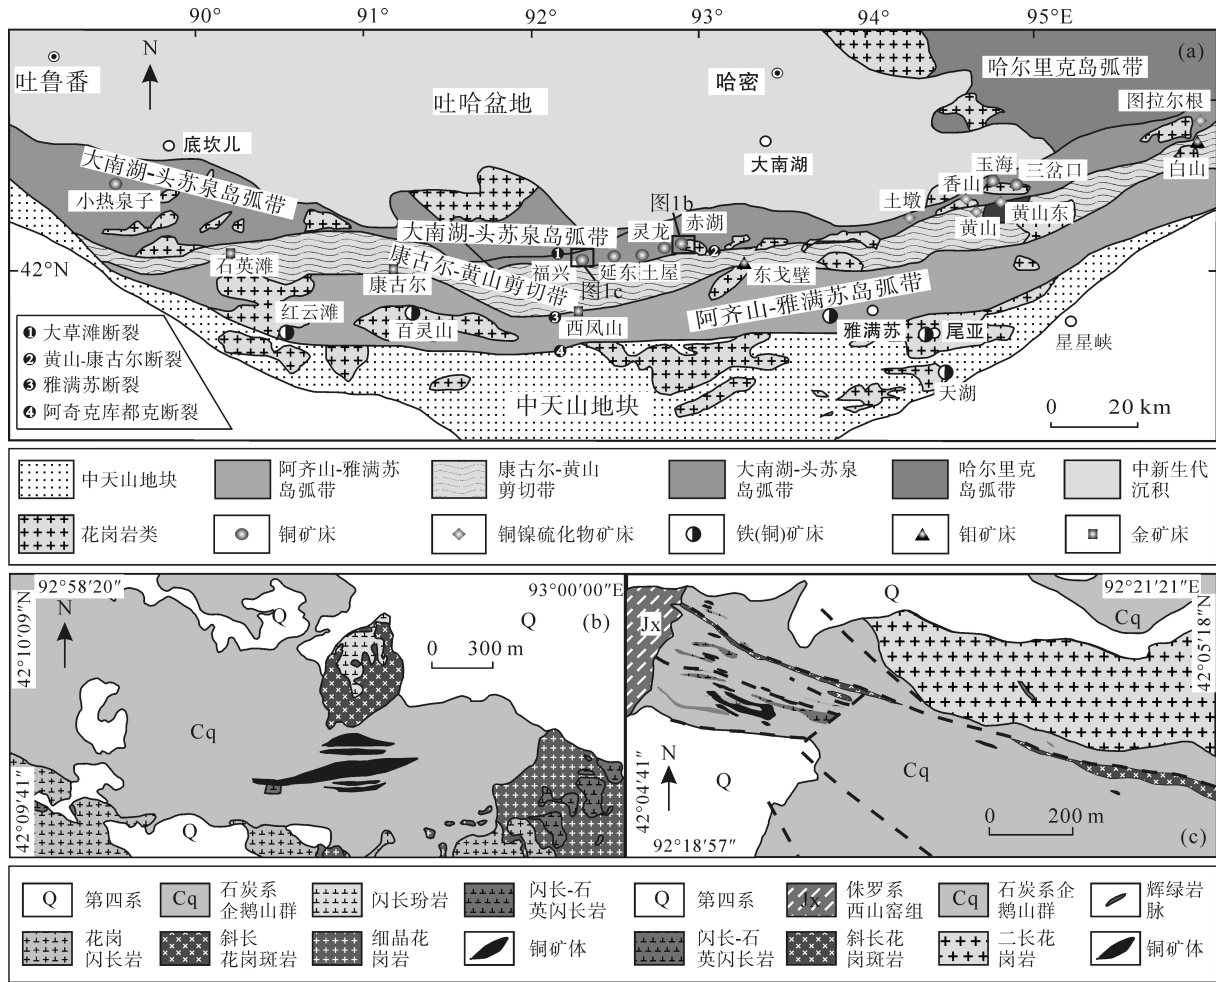 90°
91°
92°
93°
94°
95°E
(a)
N
吐鲁番
吐哈盆地
哈密
哈尔里克岛弧带
图拉尔根
底坎儿
大南湖
玉海
三岔口
白山
大南湖-头苏泉岛弧带
小热泉子
香山
土墩
黄山
黄山东
图1b
赤湖
灵龙
大南湖-头苏泉岛弧带
1
2
42°N
石英滩
康古尔
康古尔-黄山剪切带
福兴
延东
土屋
图1c
东戈壁
红云滩
百灵山
3
西凤山
阿齐山-雅满苏岛弧带
雅满苏
尾亚
星星峡
4
天湖
中天山地块
0 20 km
1 大草滩断裂
2 黄山-康古尔断裂
3 雅满苏断裂
4 阿奇克库都克断裂
中天山地块
阿齐山-雅满苏
岛弧带
康古尔-黄山
剪切带
大南湖-头苏泉
岛弧带
哈尔里克
岛弧带
中新生代
沉积
花岗岩类
铜矿床
铜镍硫化物矿床
铁(铜)矿床
钼矿床
金矿床
92°58′20″
93°00′00″E
42°10′09″N
42°09′41″
N
Q
Q
(b)
0 300 m
Cq
Q
92°21′21″E
42°05′18″N
Jx
Q
Cq
N
Q
Cq
42°04′41″
92°18′57″
0 200 m
(c)
Q 第四系
Cq 石炭系
企鹅山群
闪长玢岩
闪长-石
英闪长岩
花岗
闪长岩
斜长
花岗斑岩
细晶花
岗岩
铜矿体
Q 第四系
Jx 侏罗系
西山窑组
Cq 石炭系企
鹅山群
辉绿岩
脉
闪长-石
英闪长岩
斜长花
岗斑岩
二长花
岗岩
铜矿体